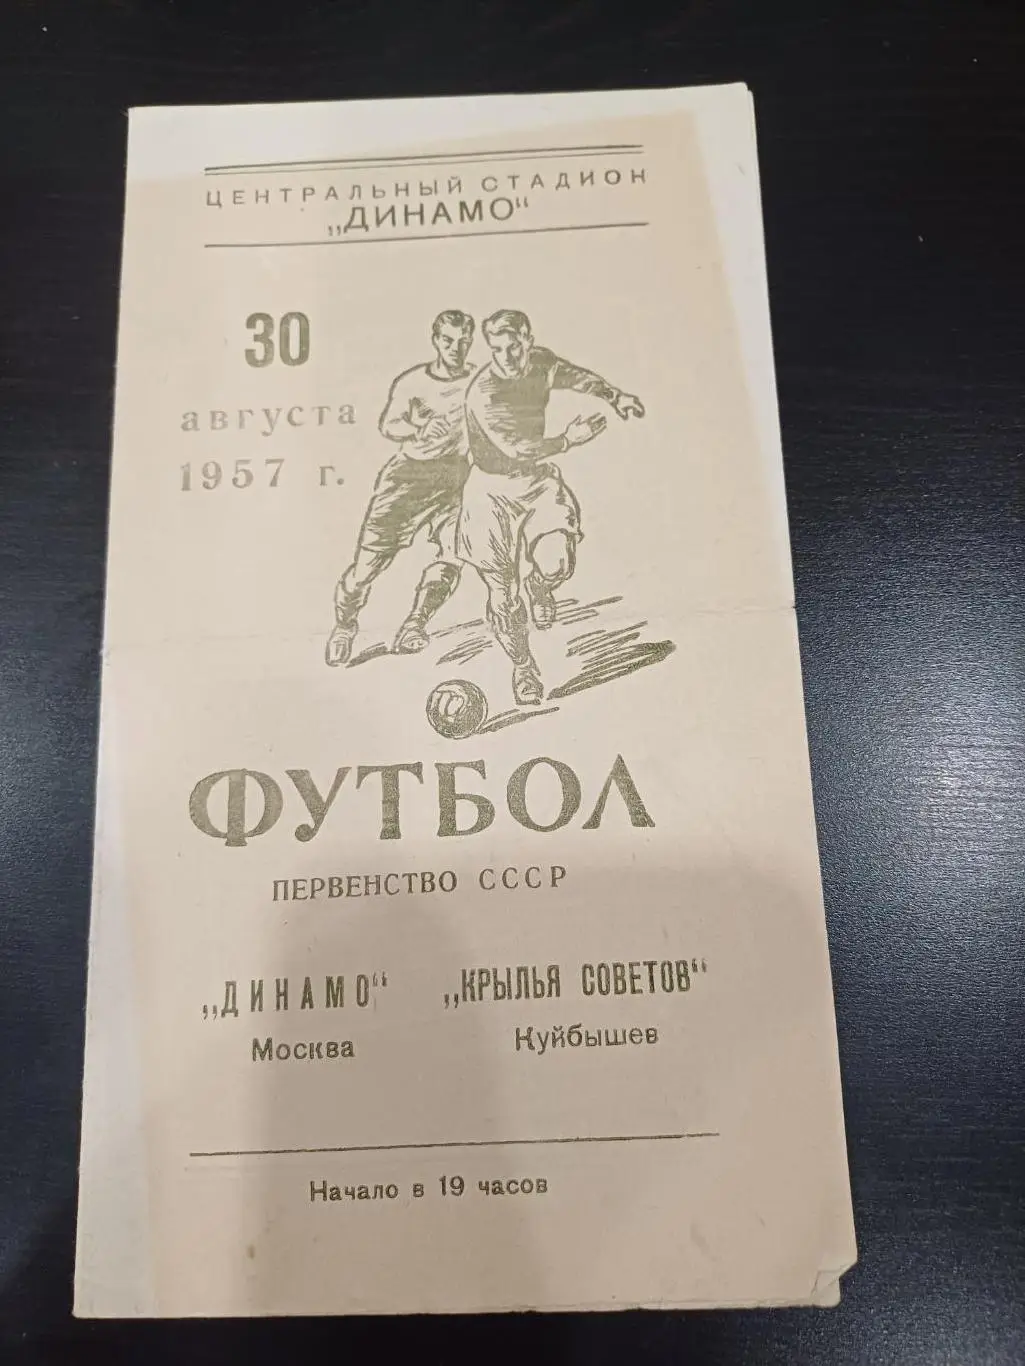 ЦЕНТРАЛЬНЫЙ СТАДИОН
„ДИНАМО“
30
августа
1957 г.
ФУТБОЛ
ПЕРВЕНСТВО СССР
„ДИНАМО“ „КРЫЛЬЯ СОВЕТОВ“
Москва Куйбышев
Начало в 19 часов